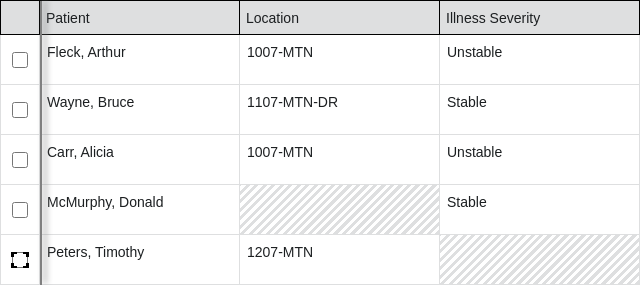 Patient Location Illness Severity
Fleck, Arthur 1007-MTN Unstable
Wayne, Bruce 1107-MTN-DR Stable
Carr, Alicia 1007-MTN Unstable
McMurphy, Donald Stable
Peters, Timothy 1207-MTN